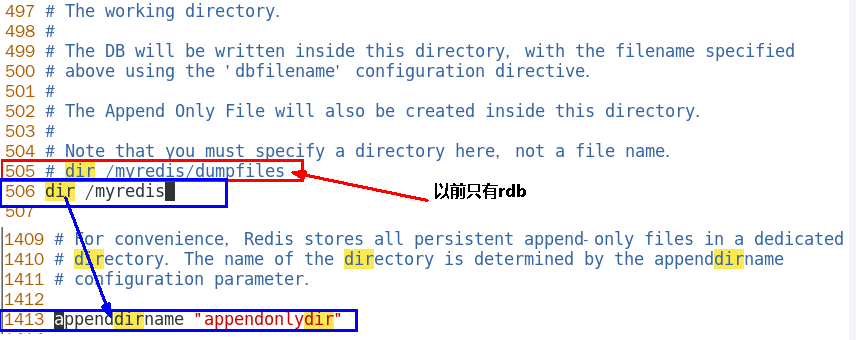 497 # The working directory.
498 #
499 # The DB will be written inside this directory, with the filename specified
500 # above using the 'dbfilename' configuration directive.
501 #
502 # The Append Only File will also be created inside this directory.
503 #
504 # Note that you must specify a directory here, not a file name.
505 # dir /myredis/dumpfiles
506 dir /myredis
以前只有rdb
507
1409 # For convenience, Redis stores all persistent append-only files in a dedicated
1410 # directory. The name of the directory is determined by the appenddirname
1411 # configuration parameter.
1412
1413 appenddirname "appendonlydir"